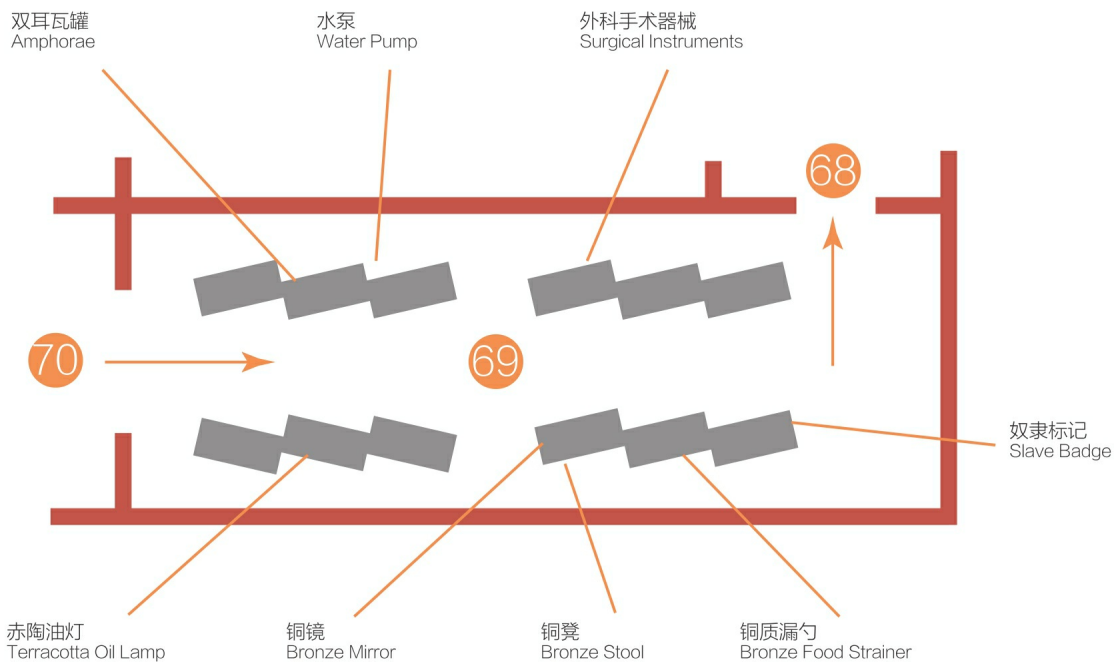 双耳瓦罐
Amphorae
水泵
Water Pump
外科手术器械
Surgical Instruments
68
70
69
奴隶标记
Slave Badge
赤陶油灯
Terracotta Oil Lamp
铜镜
Bronze Mirror
铜凳
Bronze Stool
铜质漏勺
Bronze Food Strainer